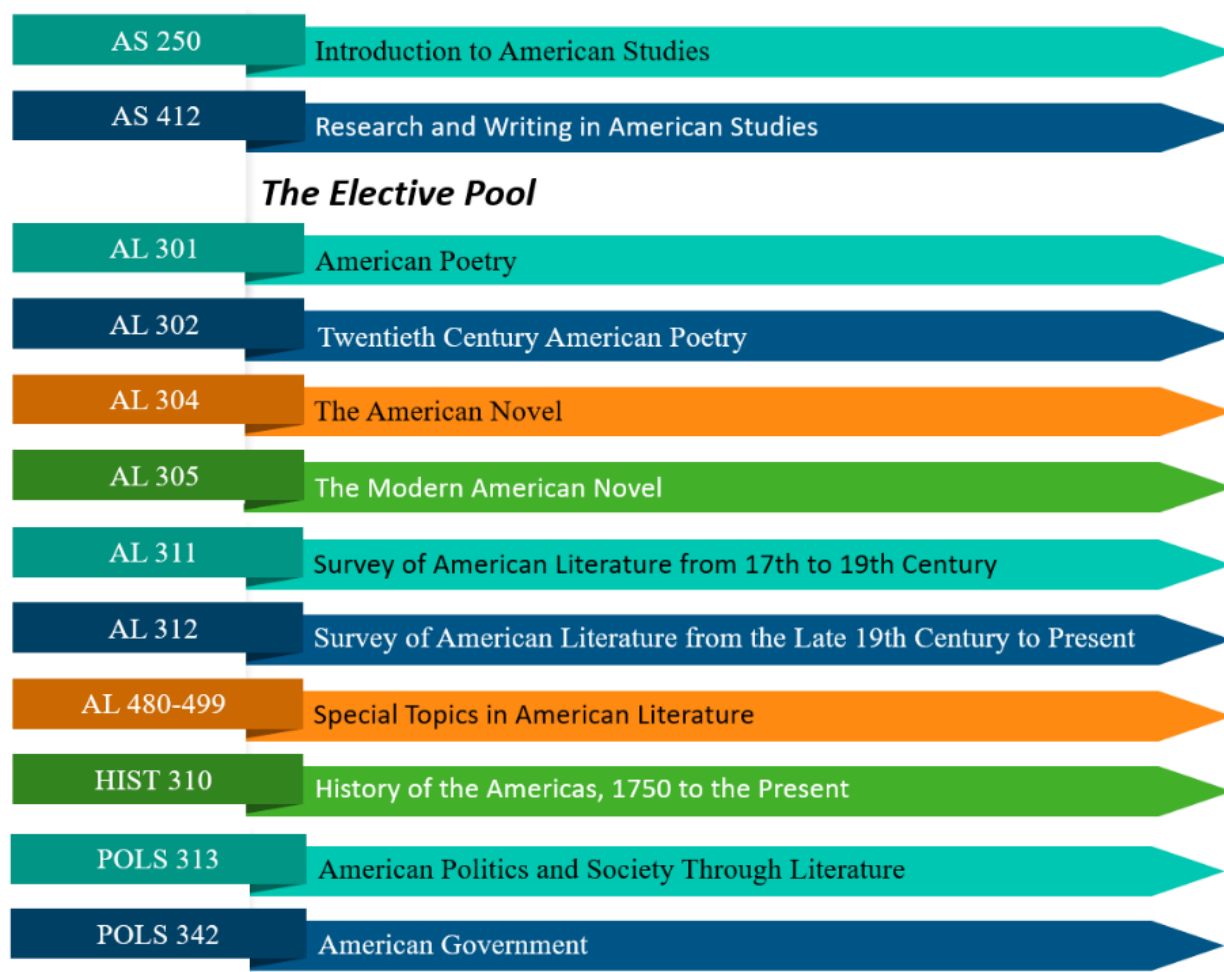 AS 250
Introduction to American Studies
AS 412
Research and Writing in American Studies
The Elective Pool
AL 301
American Poetry
AL 302
Twentieth Century American Poetry
AL 304
The American Novel
AL 305
The Modern American Novel
AL 311
Survey of American Literature from 17th to 19th Century
AL 312
Survey of American Literature from the Late 19th Century to Present
AL 480-499
Special Topics in American Literature
HIST 310
History of the Americas, 1750 to the Present
POLS 313
American Politics and Society Through Literature
POLS 342
American Government